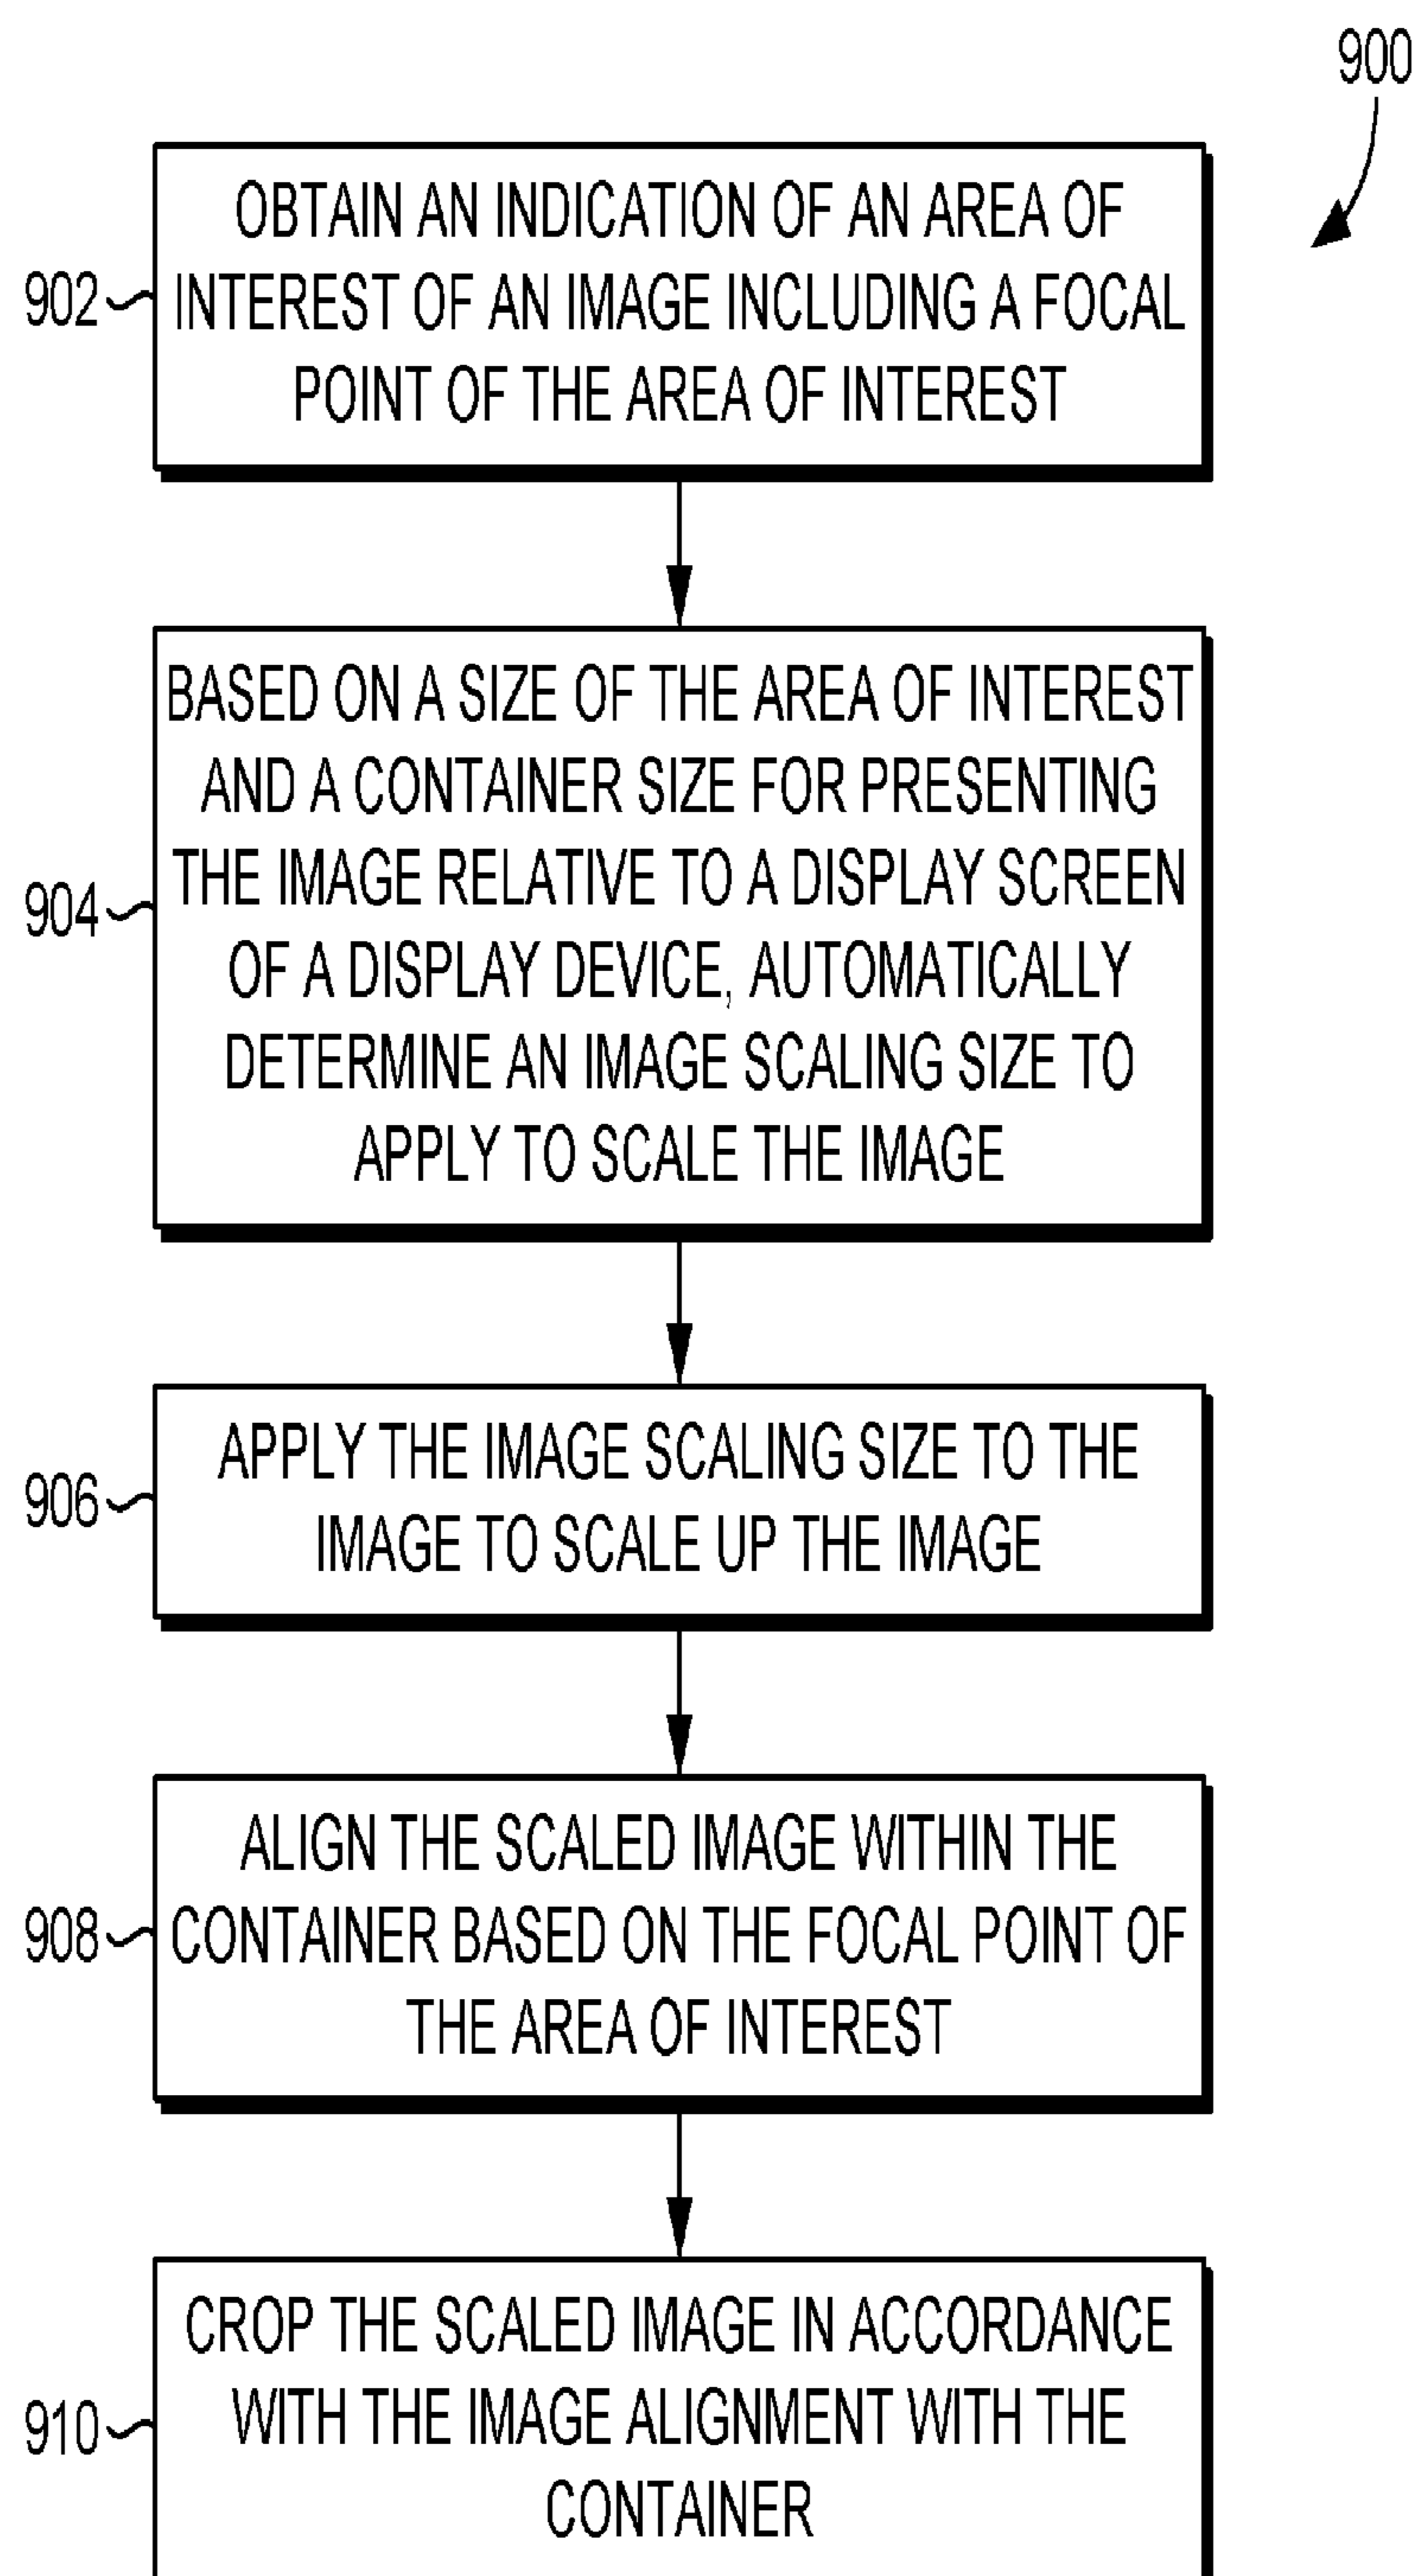 900
OBTAIN AN INDICATION OF AN AREA OF
INTEREST OF AN IMAGE INCLUDING A FOCAL
POINT OF THE AREA OF INTEREST
902
BASED ON A SIZE OF THE AREA OF INTEREST
AND A CONTAINER SIZE FOR PRESENTING
THE IMAGE RELATIVE TO A DISPLAY SCREEN
OF A DISPLAY DEVICE, AUTOMATICALLY
DETERMINE AN IMAGE SCALING SIZE TO
APPLY TO SCALE THE IMAGE
904
APPLY THE IMAGE SCALING SIZE TO THE
IMAGE TO SCALE UP THE IMAGE
906
ALIGN THE SCALED IMAGE WITHIN THE
CONTAINER BASED ON THE FOCAL POINT OF
THE AREA OF INTEREST
908
CROP THE SCALED IMAGE IN ACCORDANCE
WITH THE IMAGE ALIGNMENT WITH THE
CONTAINER
910